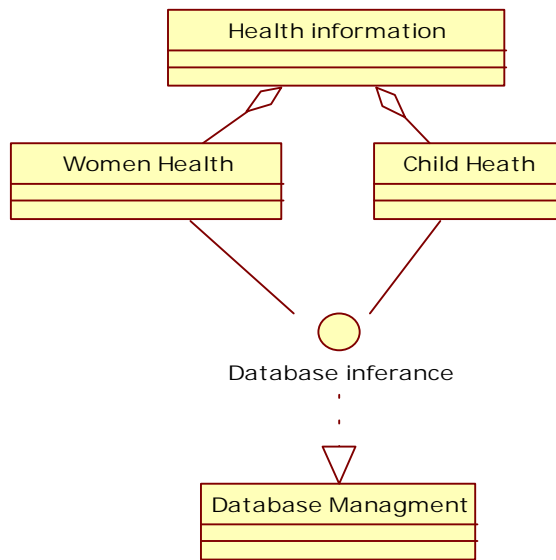 Health information
Women Health
Child Heath
Database inferance
Database Managment